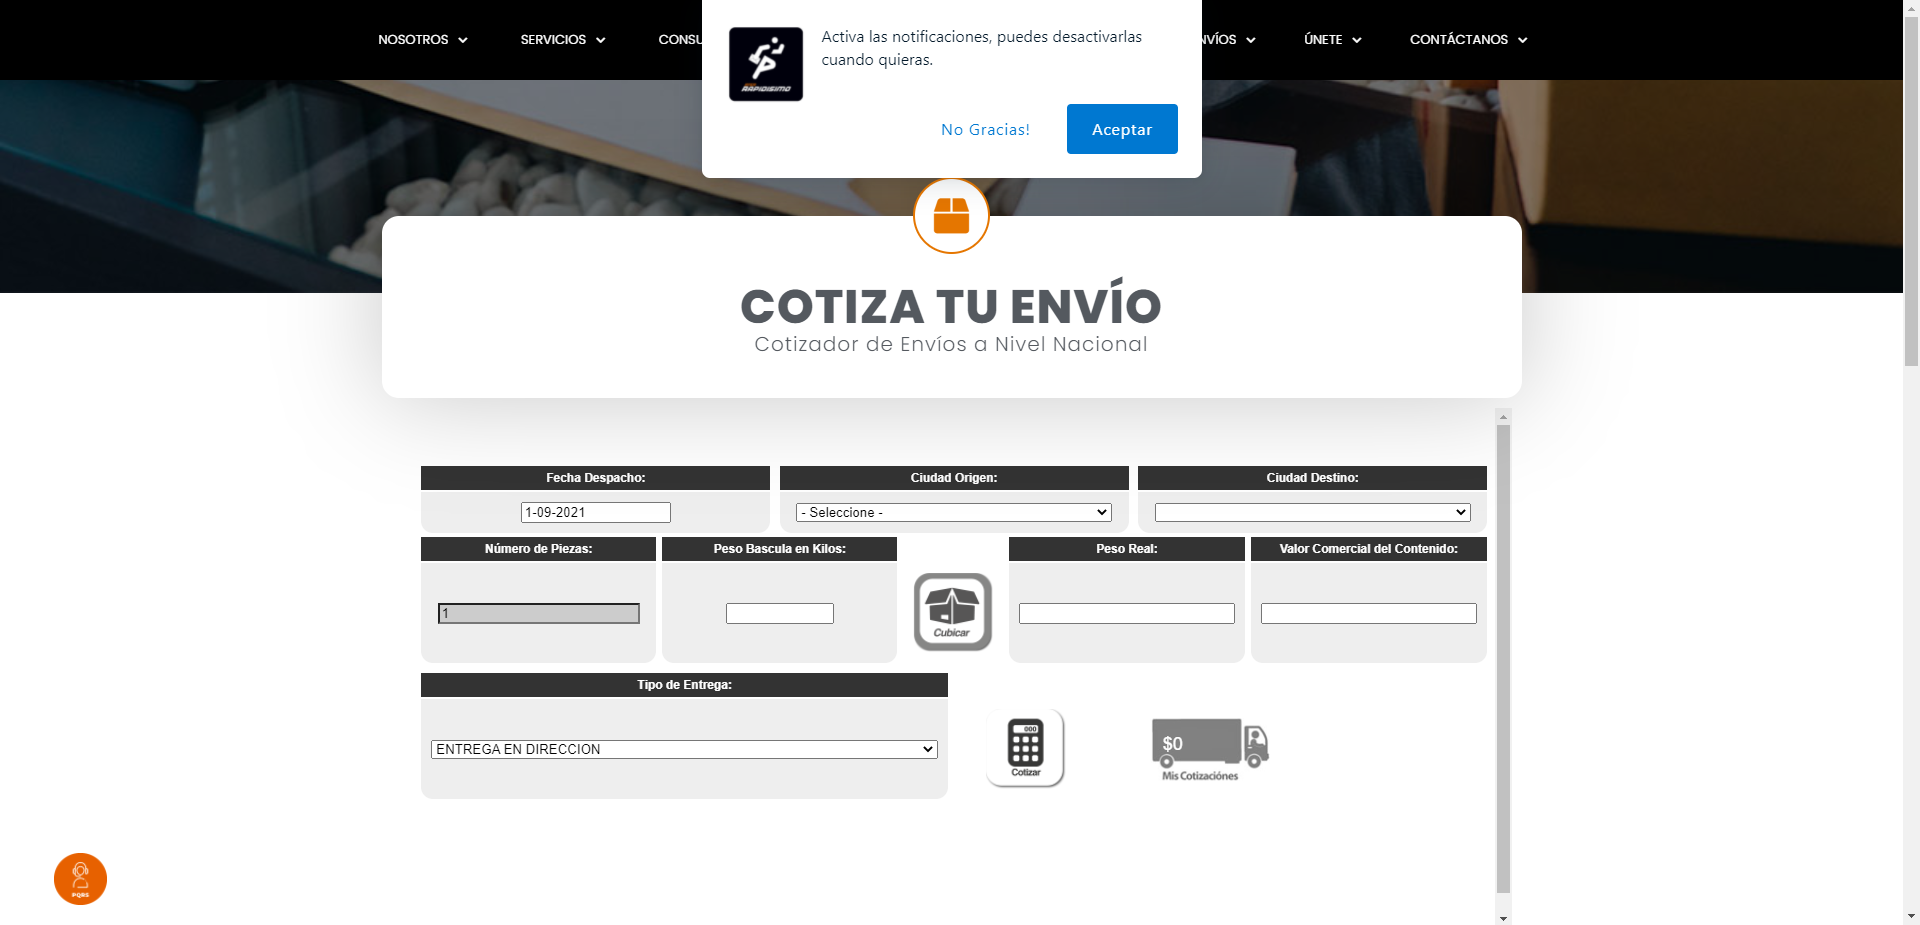 NOSOTROS
SERVICIOS
CONSU
NVÍOS
ÚNETE
CONTÁCTANOS
RAPIDISIMO
Activa las notificaciones, puedes desactivarlas
cuando quieras.
No Gracias!
Aceptar
COTIZA TU ENVÍO
Cotizador de Envíos a Nivel Nacional
Fecha Despacho:
Ciudad Origen:
Ciudad Destino:
1-09-2021
- Seleccione -
Número de Piezas:
Peso Bascula en Kilos:
Peso Real:
Valor Comercial del Contenido:
1
Cubicar
Tipo de Entrega:
ENTREGA EN DIRECCION
000
Cotizar
$0
Mis Cotizaciónes
PQRS